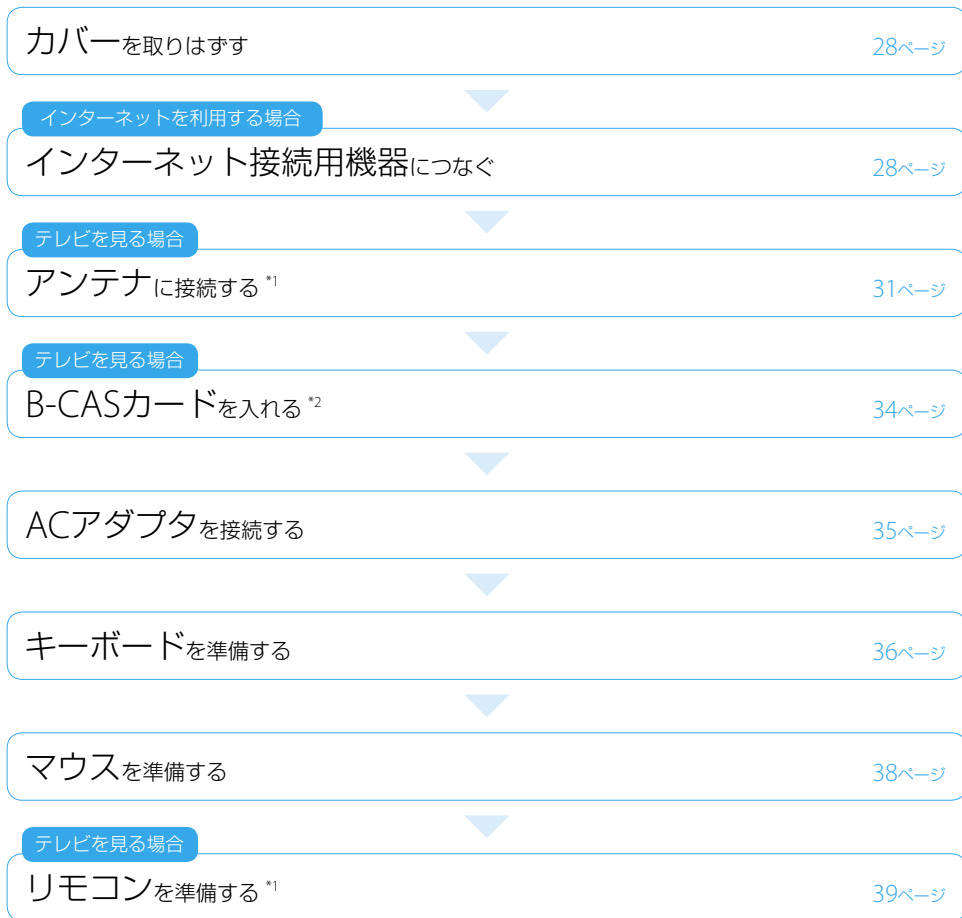 カバーを取りはずす 28ページ
インターネットを利用する場合
インターネット接続用機器につなぐ 28ページ
テレビを見る場合
アンテナに接続する *1 31ページ
テレビを見る場合
B-CASカードを入れる *2 34ページ
ACアダプタを接続する 35ページ
キーボードを準備する 36ページ
マウスを準備する 38ページ
テレビを見る場合
リモコンを準備する *1 39ページ